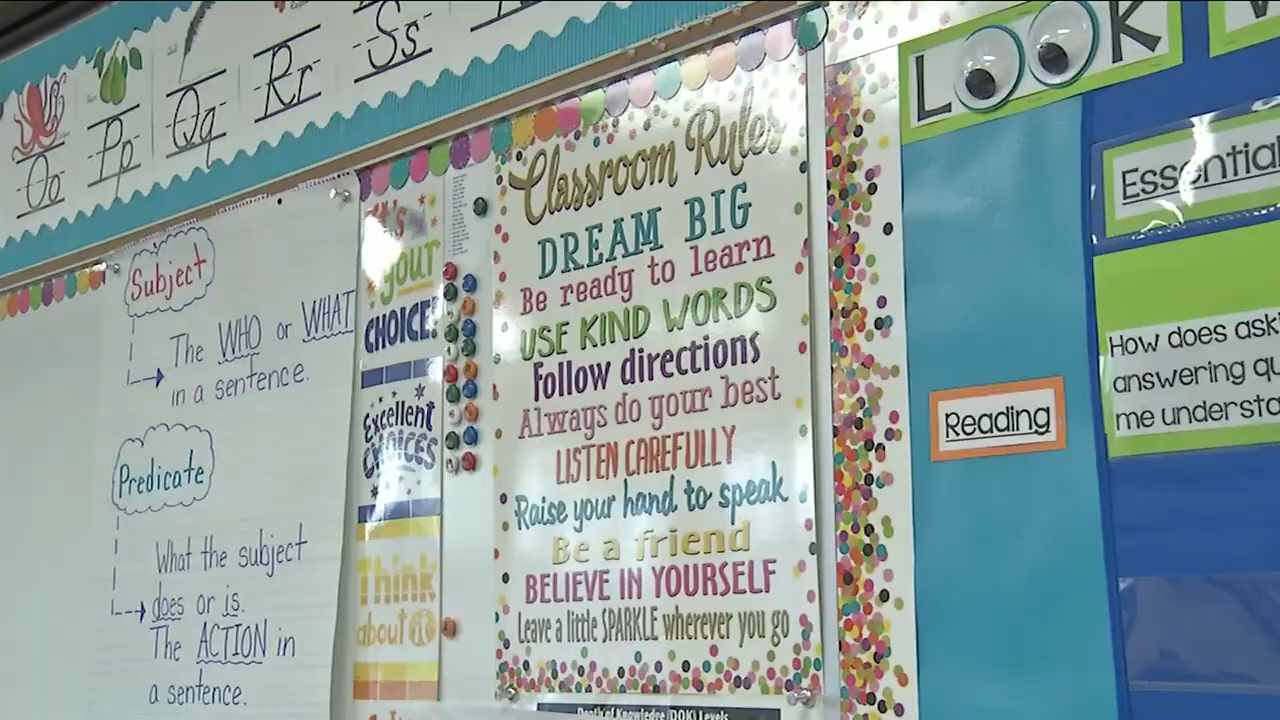 Oo Pp Qq Rr Ss
Subject
The WHO or WHAT
in a sentence.
Predicate
What the subject
does or is.
The ACTION in
a sentence.
It's
your
CHOICE!
Excellent
CHOICES
Think
about
Classroom Rules
DREAM BIG
Be ready to learn
USE KIND WORDS
Follow directions
Always do your best
LISTEN CAREFULLY
Raise your hand to speak
Be a friend
BELIEVE IN YOURSELF
Leave a little SPARKLE wherever you go
Depth of Knowledge (DOK) Levels
LOOK
Reading
Essential
How does ask
answering qu
me understa